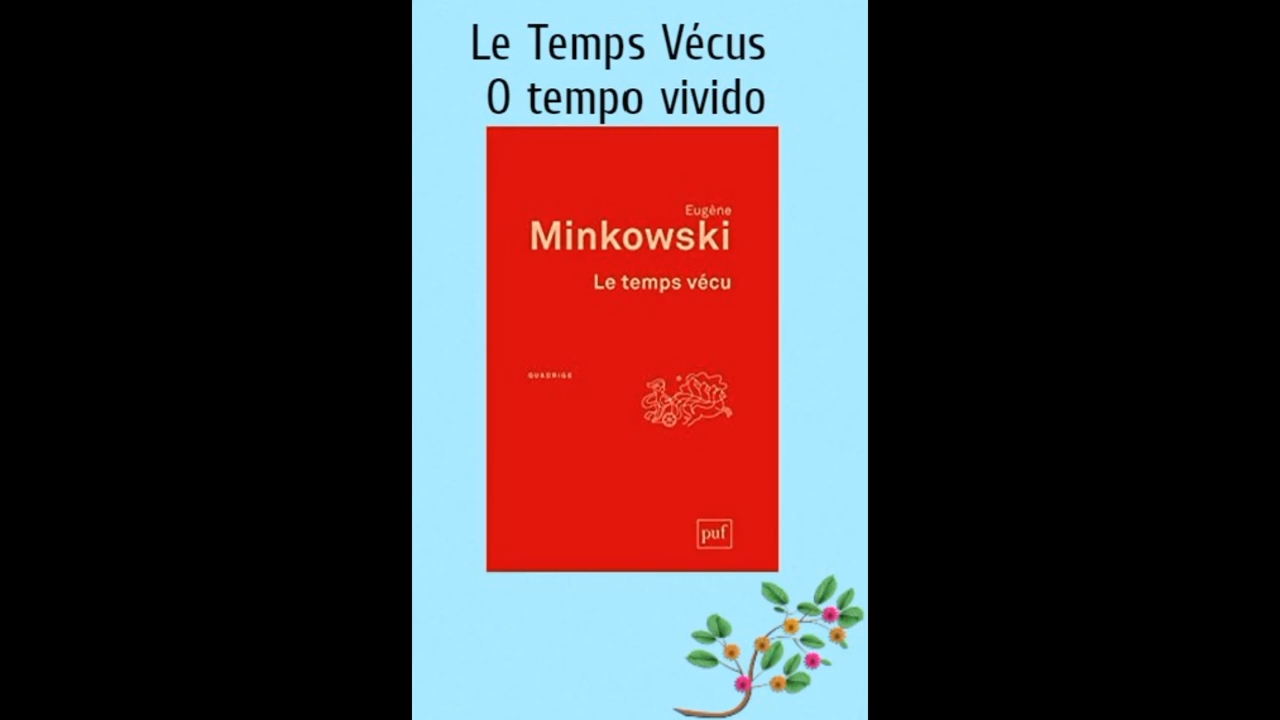 Le Temps Vécus
O tempo vivido
Eugène
Minkowski
Le temps vécu
QUADRIGE
puf